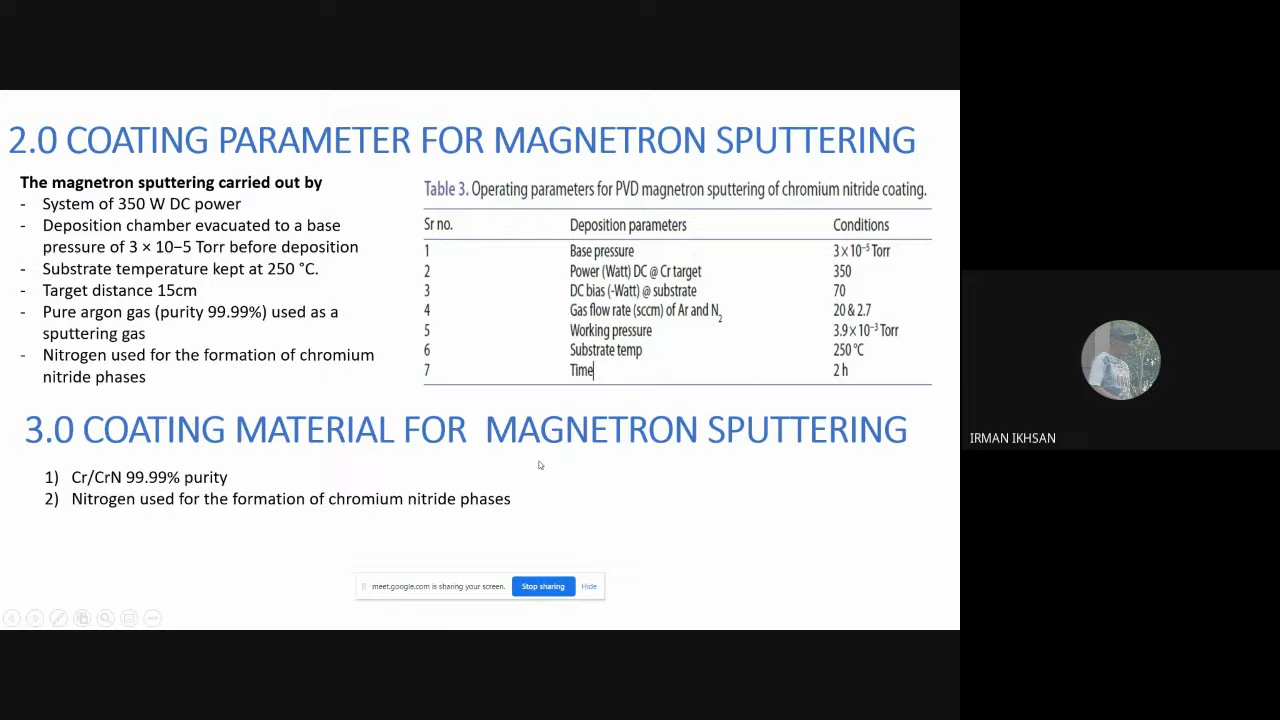 2.0 COATING PARAMETER FOR MAGNETRON SPUTTERING
The magnetron sputtering carried out by
- System of 350 W DC power
- Deposition chamber evacuated to a base
pressure of 3 × 10−5 Torr before deposition
- Substrate temperature kept at 250 °C.
- Target distance 15cm
- Pure argon gas (purity 99.99%) used as a
sputtering gas
- Nitrogen used for the formation of chromium
nitride phases
Table 3. Operating parameters for PVD magnetron sputtering of chromium nitride coating.
Sr no. Deposition parameters Conditions
1 Base pressure 3 × 10⁻⁵ Torr
2 Power (Watt) DC @ Cr target 350
3 DC bias (-Watt) @ substrate 70
4 Gas flow rate (sccm) of Ar and N₂ 20 & 2.7
5 Working pressure 3.9 × 10⁻³ Torr
6 Substrate temp 250 °C
7 Time 2 h
3.0 COATING MATERIAL FOR MAGNETRON SPUTTERING
1) Cr/CrN 99.99% purity
2) Nitrogen used for the formation of chromium nitride phases
meet.google.com is sharing your screen. Stop sharing Hide
IRMAN IKHSAN